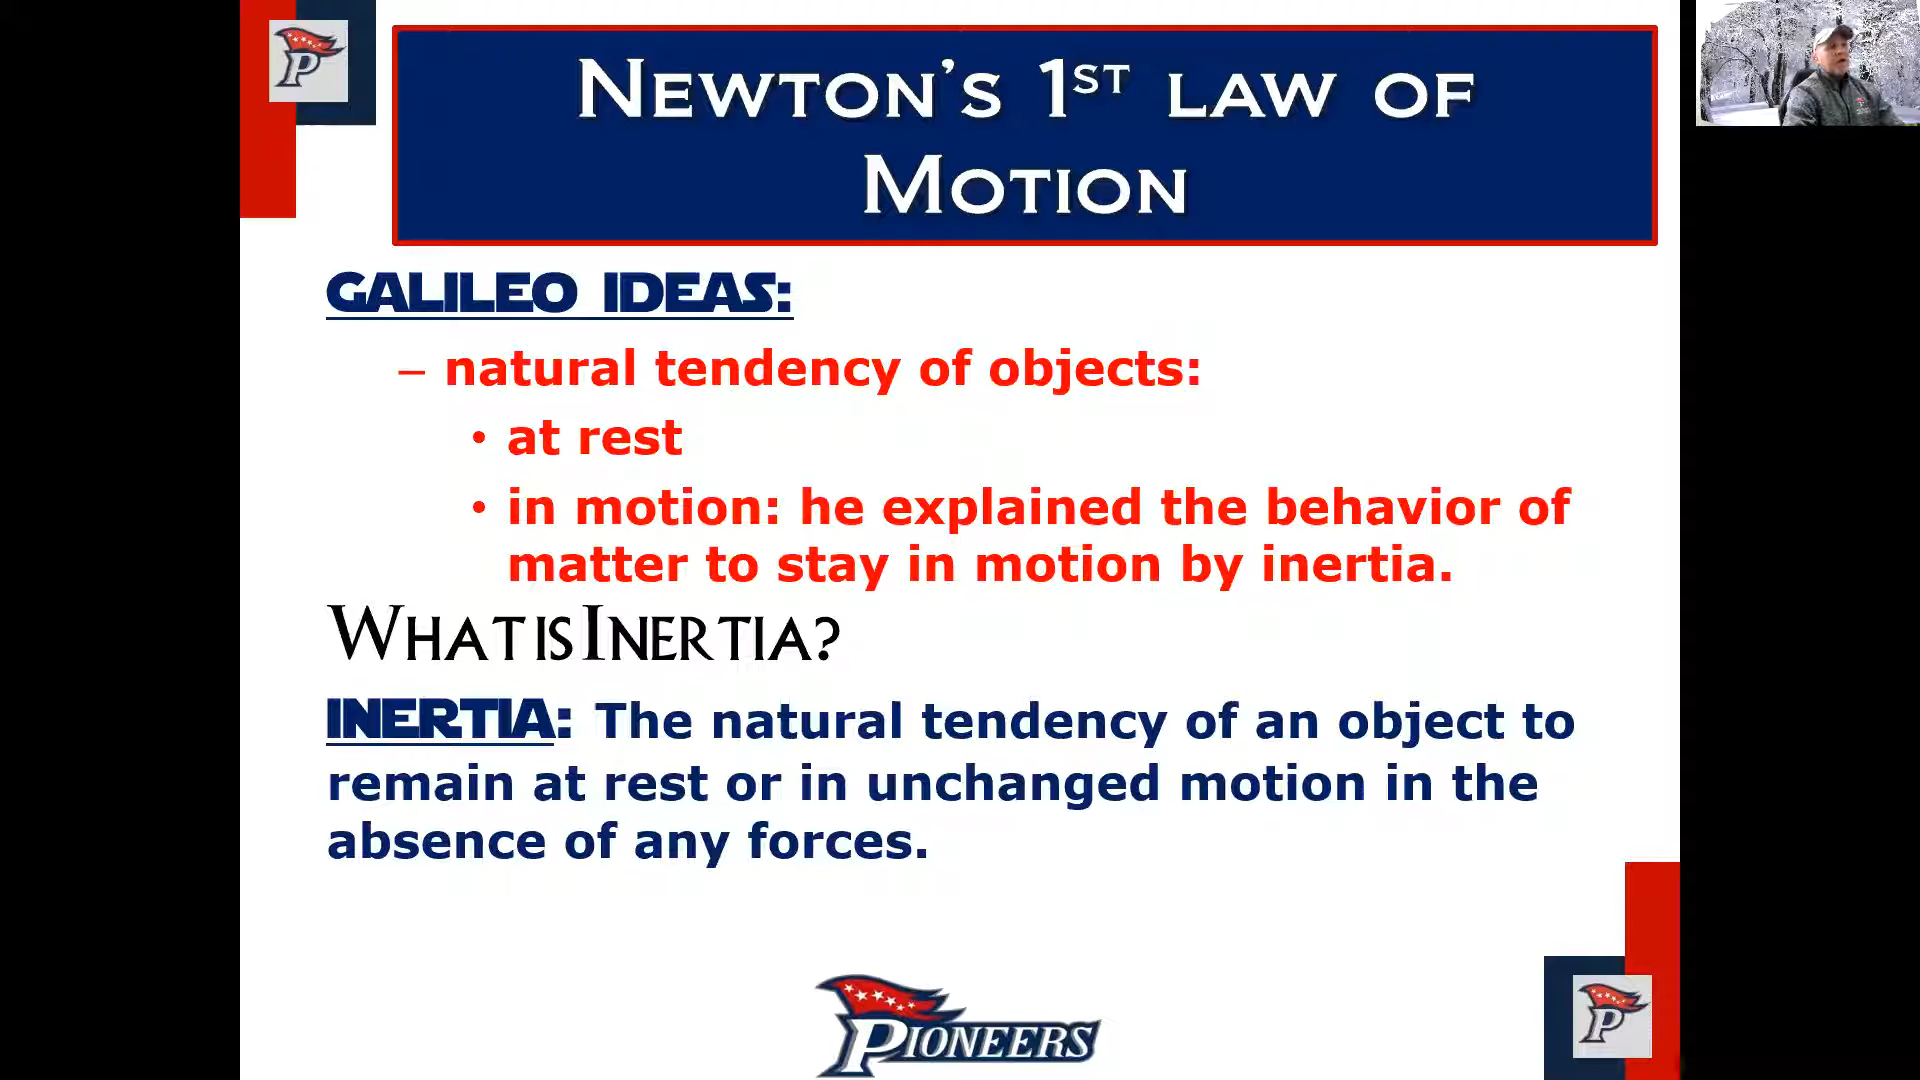 P
NEWTON'S 1ST LAW OF
MOTION
GALILEO IDEAS:
– natural tendency of objects:
• at rest
• in motion: he explained the behavior of
matter to stay in motion by inertia.
WHAT IS INERTIA?
INERTIA: The natural tendency of an object to
remain at rest or in unchanged motion in the
absence of any forces.
PIONEERS
P